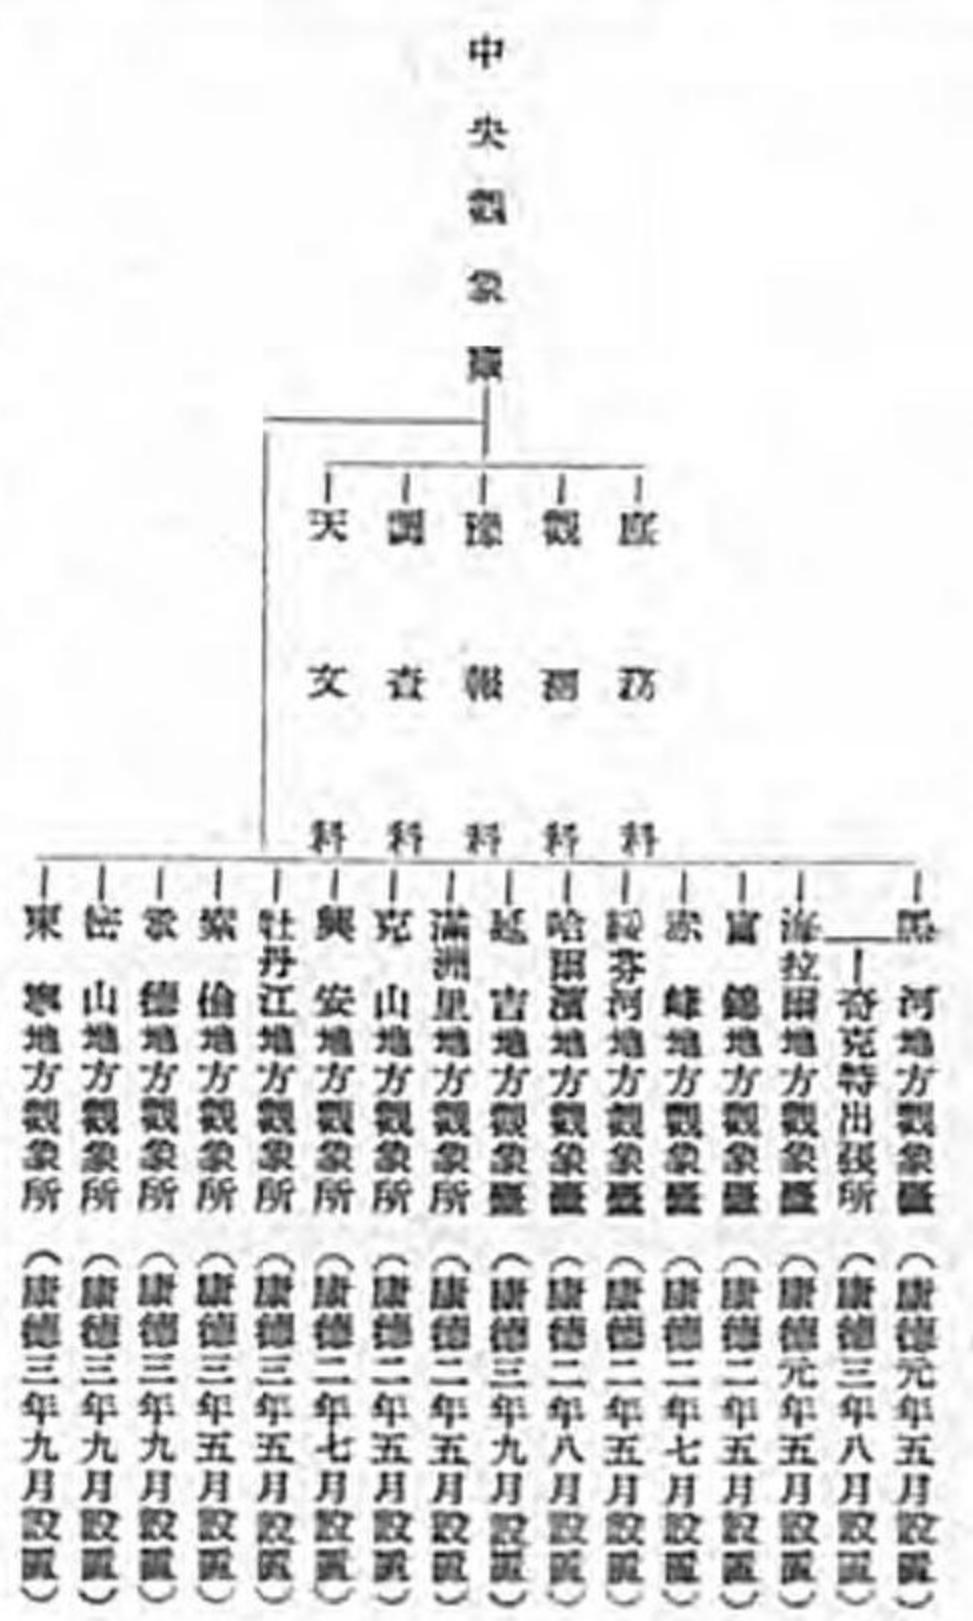 中央觀象臺
庶務科
觀測科
豫報科
調查科
天文科
黑河地方觀象臺（康德元年五月設置）
奇克特出張所（康德三年八月設置）
海拉爾地方觀象臺（康德元年五月設置）
富錦地方觀象臺（康德二年五月設置）
赤峰地方觀象臺（康德二年七月設置）
綏芬河地方觀象臺（康德二年五月設置）
哈爾濱地方觀象臺（康德二年八月設置）
延吉地方觀象臺（康德三年九月設置）
滿洲里地方觀象所（康德二年五月設置）
克山地方觀象所（康德二年五月設置）
興安地方觀象所（康德二年七月設置）
牡丹江地方觀象所（康德三年五月設置）
索倫地方觀象所（康德三年五月設置）
承德地方觀象所（康德三年九月設置）
密山地方觀象所（康德三年九月設置）
東寧地方觀象所（康德三年九月設置）